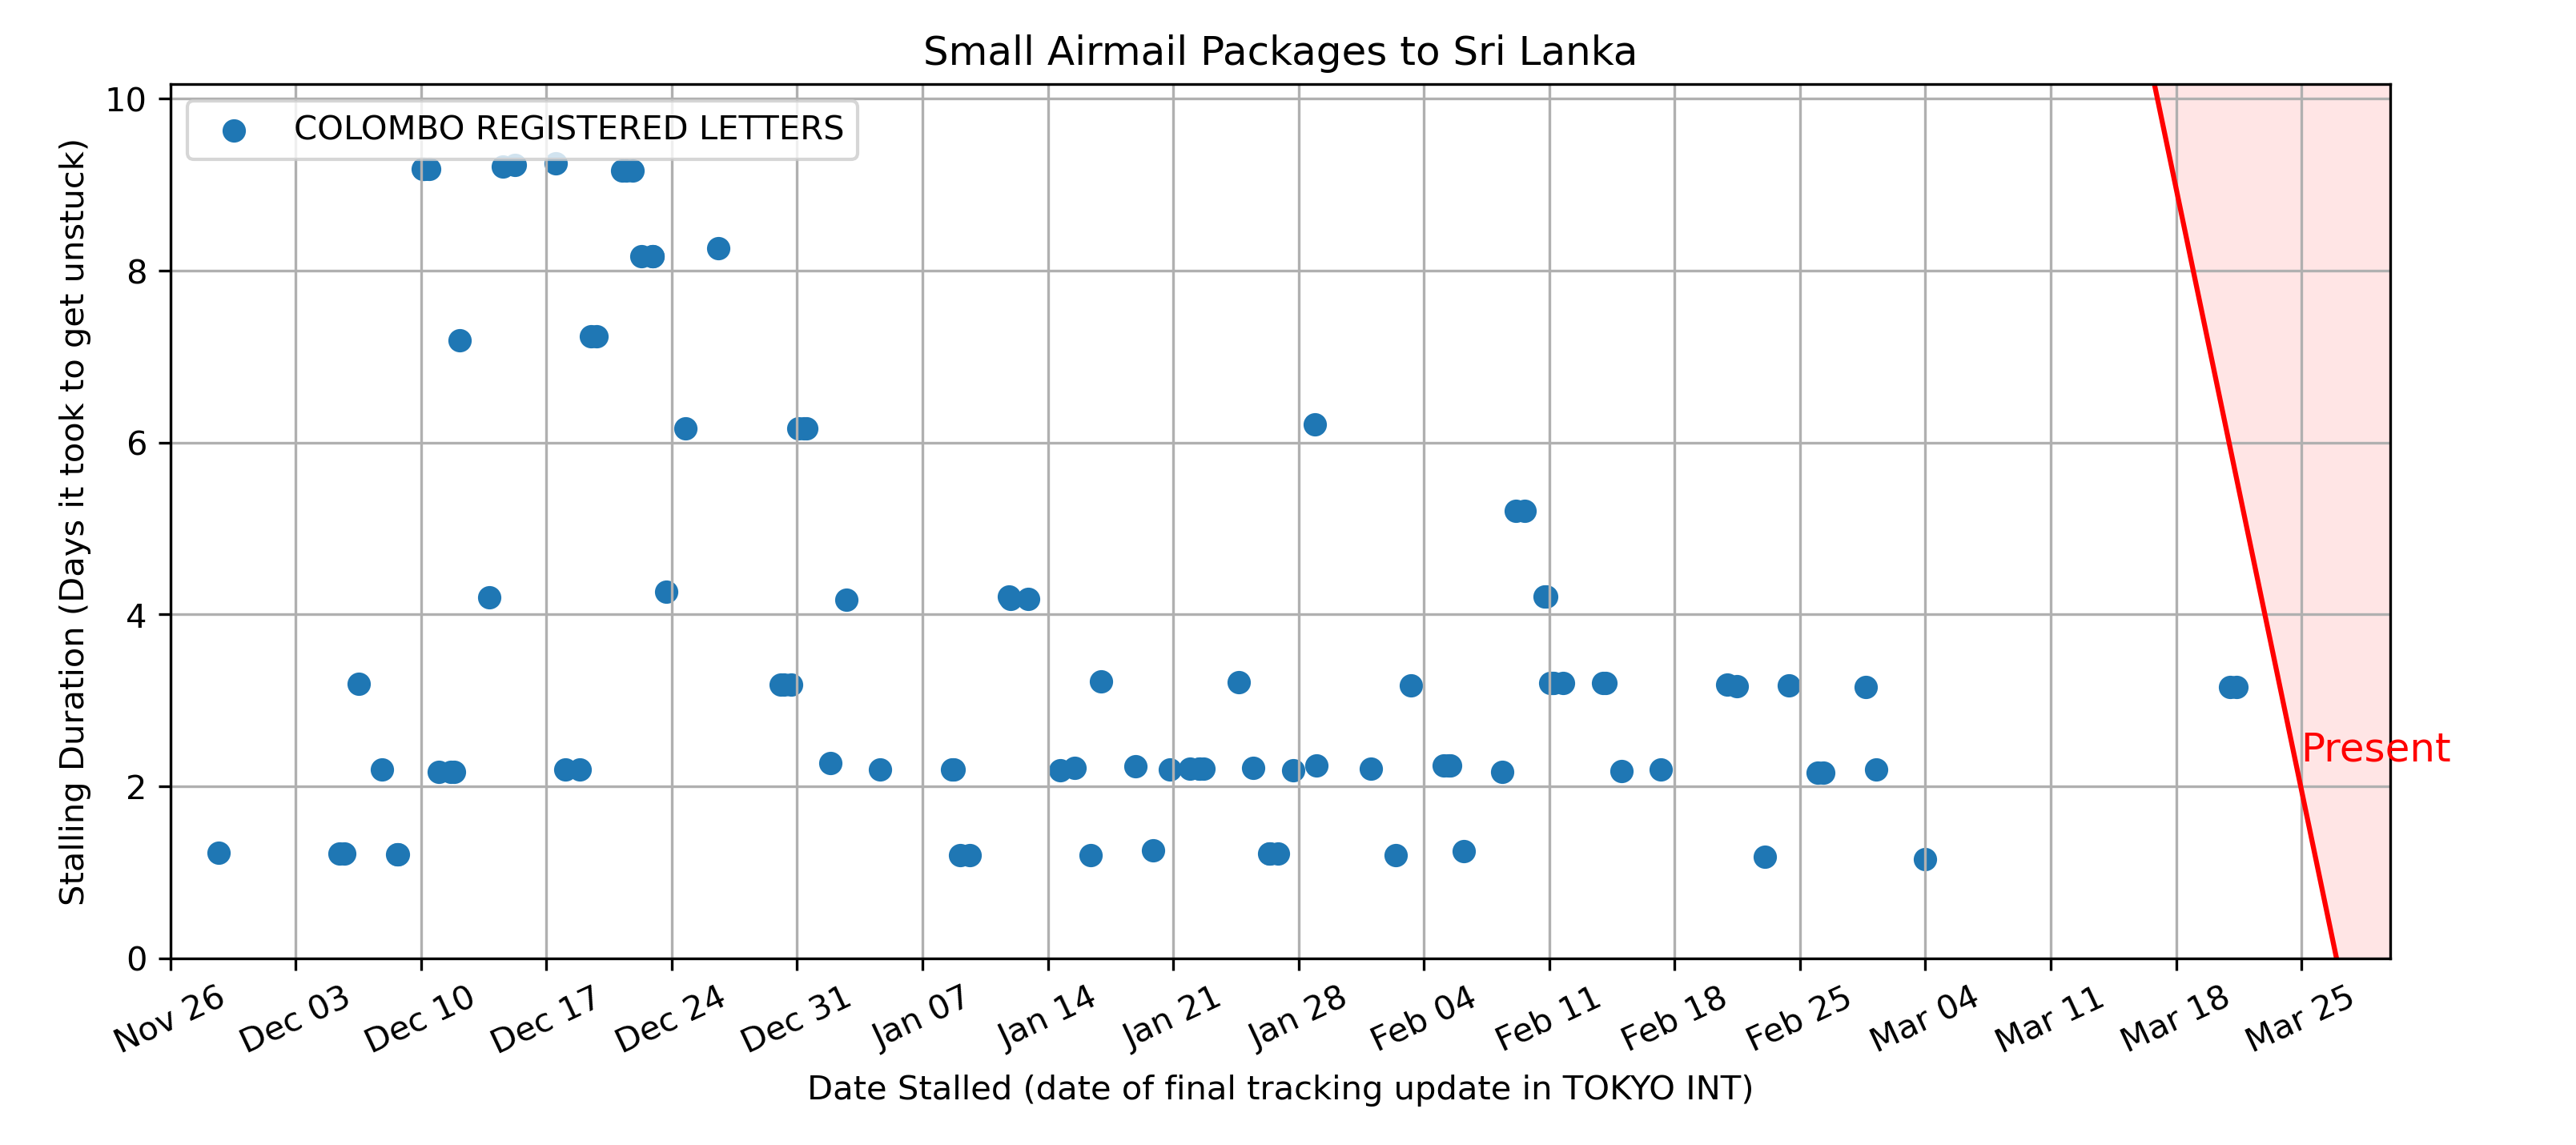 Small Airmail Packages to Sri Lanka
COLOMBO REGISTERED LETTERS
10
8
6
4
2
0
Stalling Duration (Days it took to get unstuck)
Present
Nov 26
Dec 03
Dec 10
Dec 17
Dec 24
Dec 31
Jan 07
Jan 14
Jan 21
Jan 28
Feb 04
Feb 11
Feb 18
Feb 25
Mar 04
Mar 11
Mar 18
Mar 25
Date Stalled (date of final tracking update in TOKYO INT)